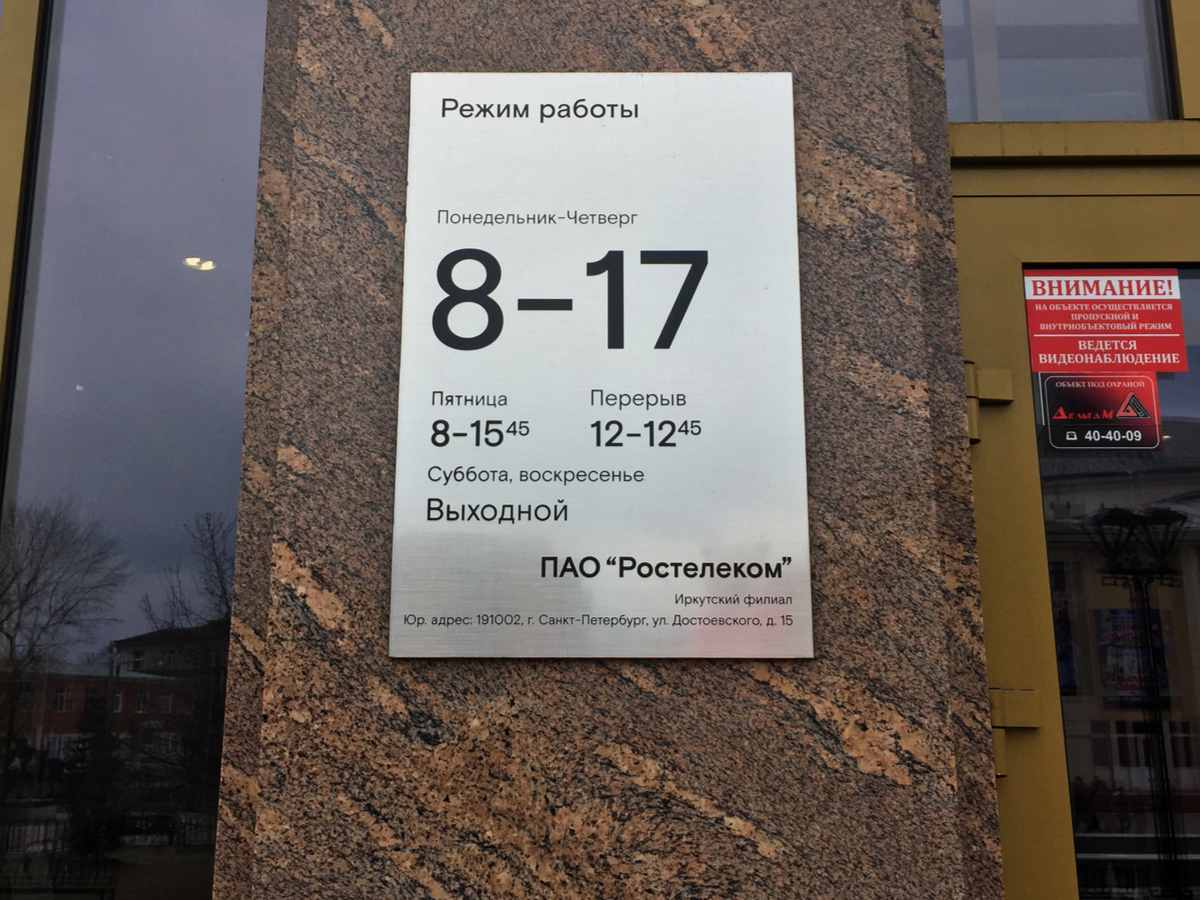 Режим работы
Понедельник-Четверг
8-17
Пятница
8-15⁴⁵
Перерыв
12-12⁴⁵
Суббота, воскресенье
Выходной
ПАО “Ростелеком”
Иркутский филиал
Юр. адрес: 191002, г. Санкт-Петербург, ул. Достоевского, д. 15
ВНИМАНИЕ!
НА ОБЪЕКТЕ ОСУЩЕСТВЛЯЕТСЯ
ПРОПУСКНОЙ И
ВНУТРИОБЪЕКТОВЫЙ РЕЖИМ
ВЕДЕТСЯ
ВИДЕОНАБЛЮДЕНИЕ
ОБЪЕКТ ПОД ОХРАНОЙ
ДЕЛЬТАМ
40-40-09